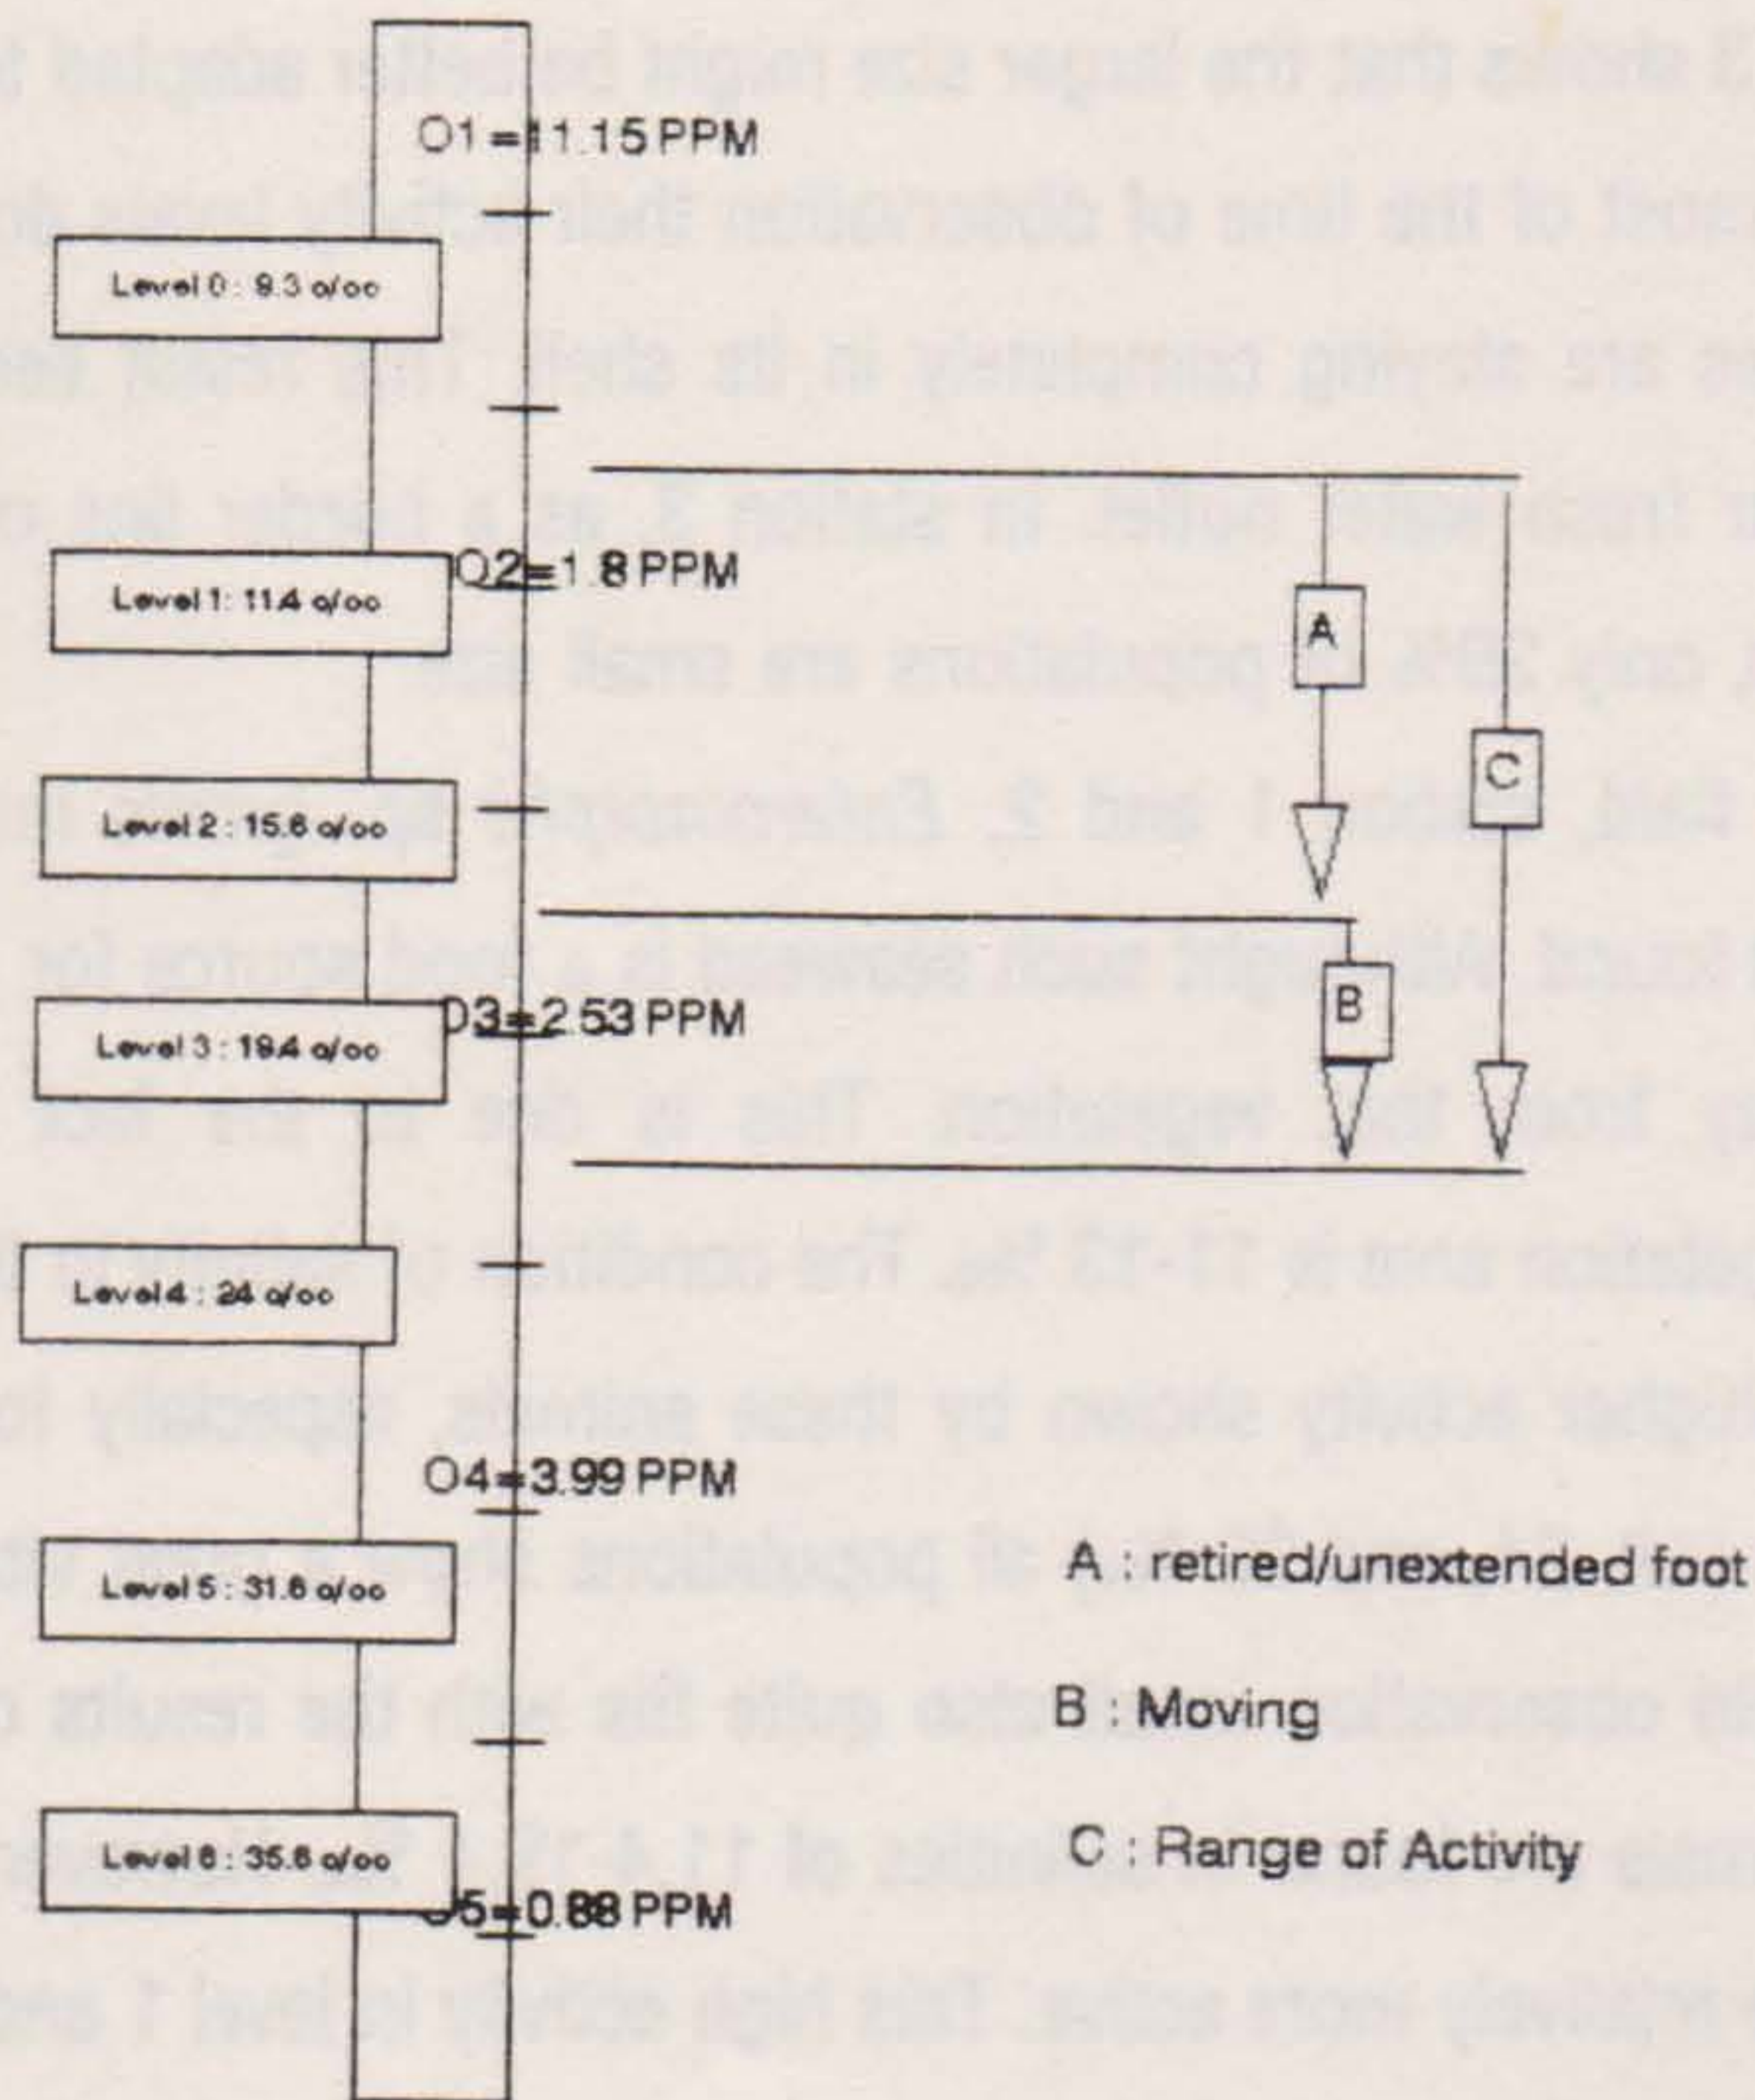 O1=11.15 PPM
Level 0 : 9.3 o/oo
O2=1.8 PPM
Level 1: 11.4 o/oo
A
C
Level 2 : 15.6 o/oo
B
O3=2.53 PPM
Level 3 : 19.4 o/oo
Level 4 : 24 o/oo
O4=3.99 PPM
A : retired/unextended foot
Level 5 : 31.6 o/oo
B : Moving
Level 6 : 35.6 o/oo
C : Range of Activity
O5=0.88 PPM